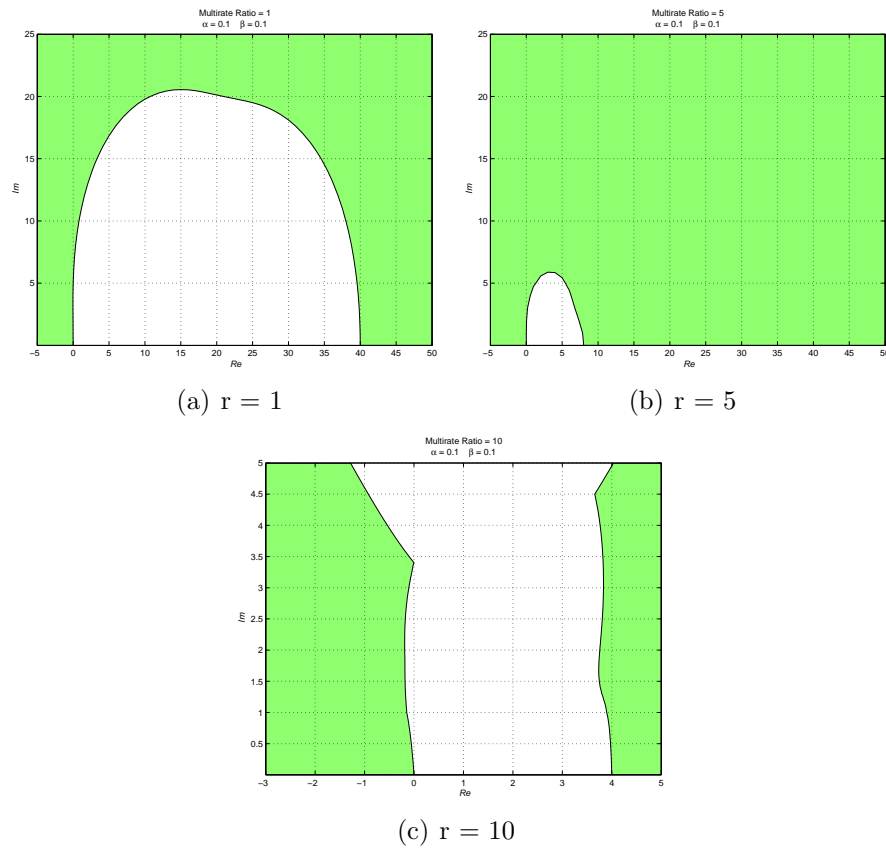 Multirate Ratio = 1
α = 0.1 β = 0.1
25
20
15
10
5
Im
−5 0 5 10 15 20 25 30 35 40 45 50
Re
(a) r = 1
Multirate Ratio = 5
α = 0.1 β = 0.1
25
20
15
10
5
Im
−5 0 5 10 15 20 25 30 35 40 45 50
Re
(b) r = 5
Multirate Ratio = 10
α = 0.1 β = 0.1
5
4.5
4
3.5
3
2.5
2
1.5
1
0.5
Im
−3 −2 −1 0 1 2 3 4 5
Re
(c) r = 10